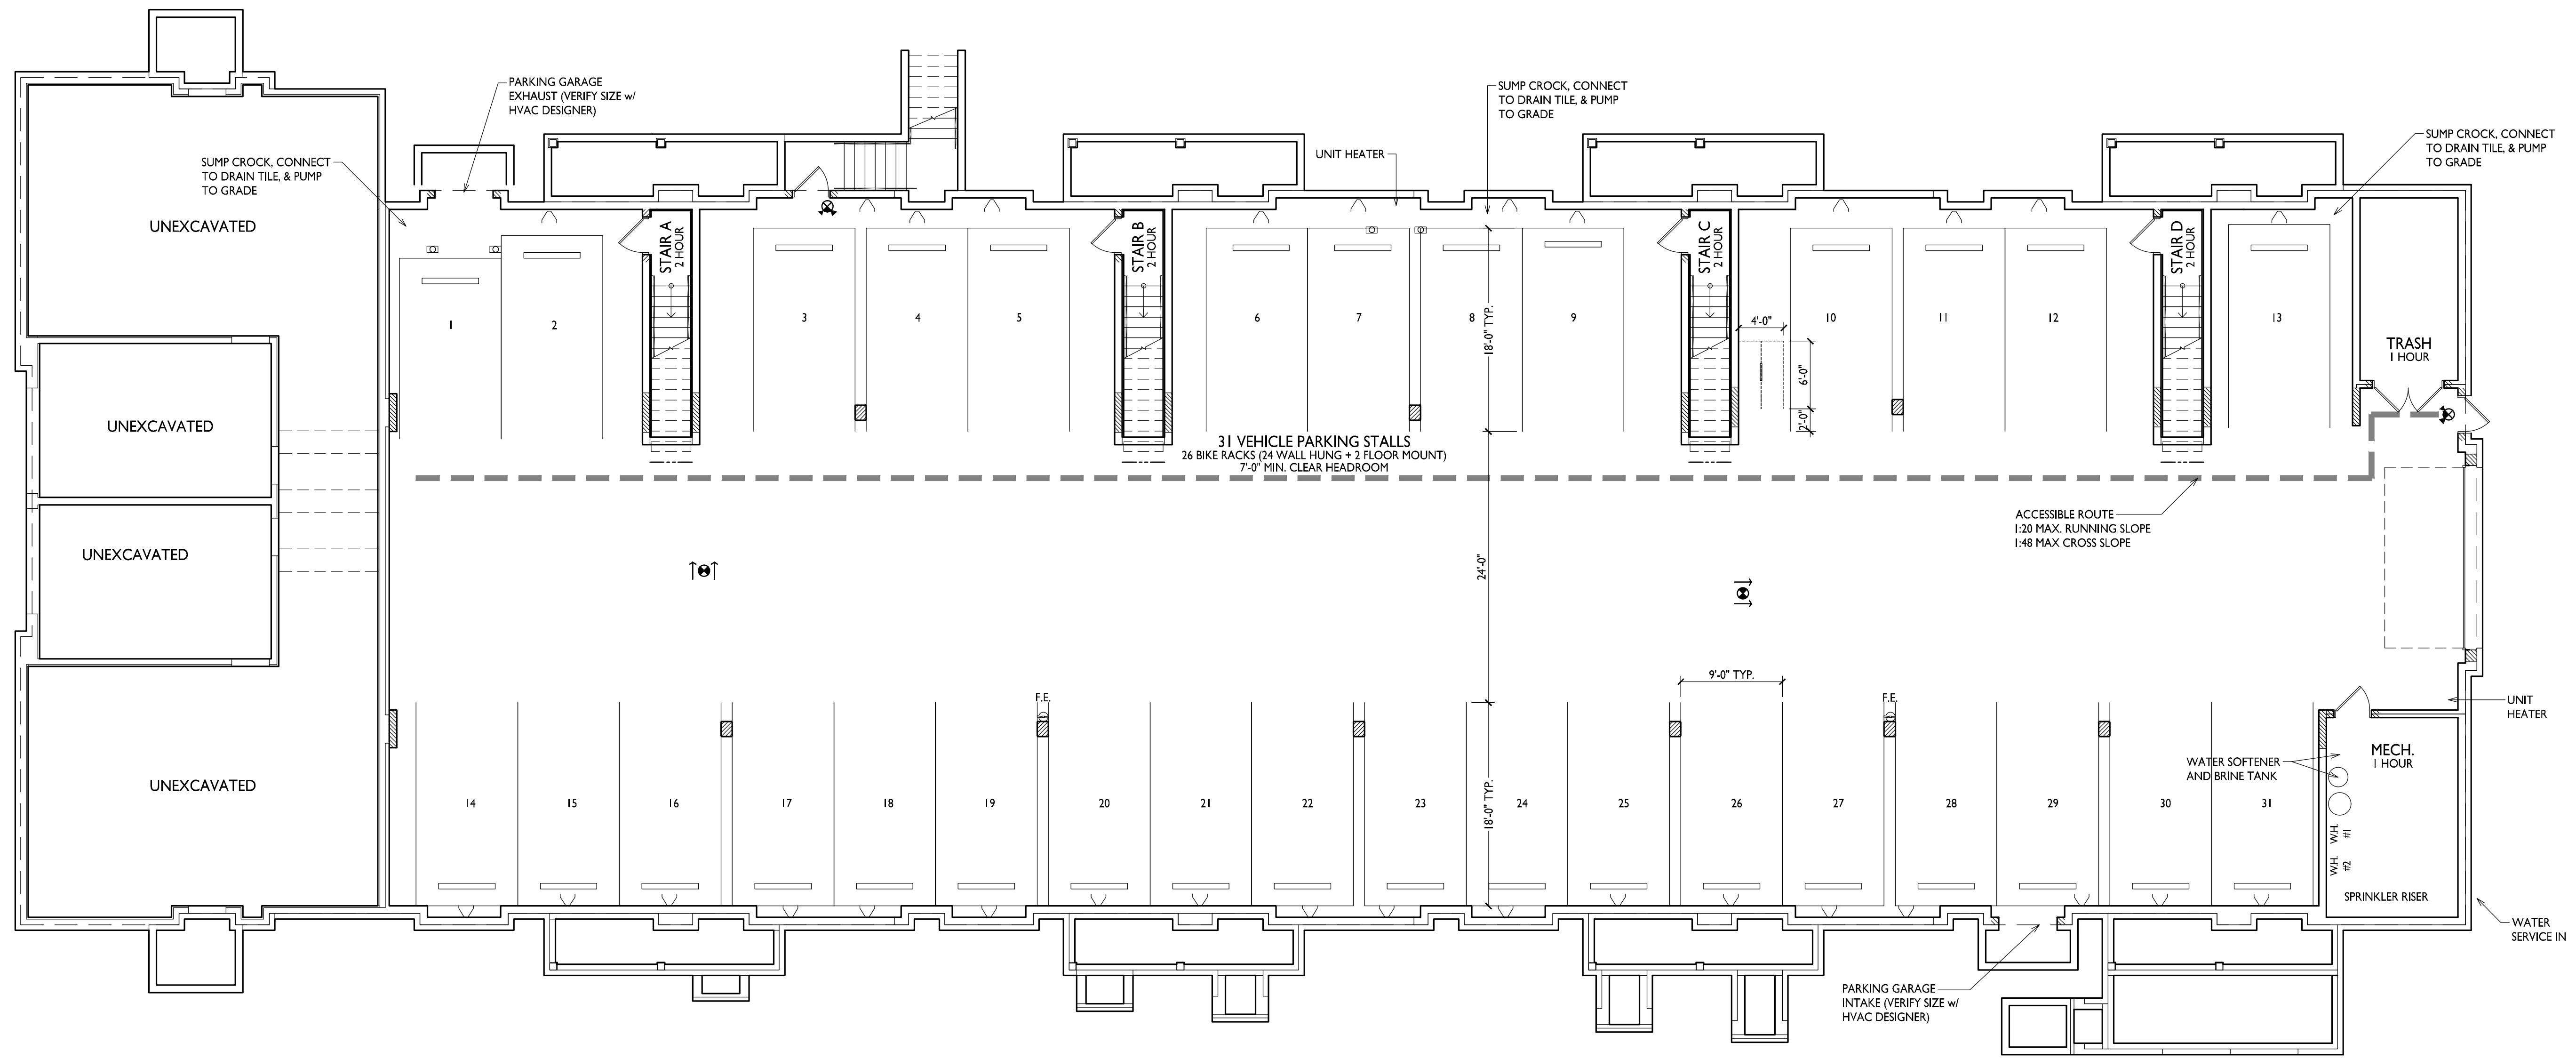 PARKING GARAGE
EXHAUST (VERIFY SIZE w/
HVAC DESIGNER)
SUMP CROCK, CONNECT
TO DRAIN TILE, & PUMP
TO GRADE
SUMP CROCK, CONNECT
TO DRAIN TILE, & PUMP
TO GRADE
SUMP CROCK, CONNECT
TO DRAIN TILE, & PUMP
TO GRADE
UNIT HEATER
UNEXCAVATED
UNEXCAVATED
UNEXCAVATED
UNEXCAVATED
STAIR A
2 HOUR
STAIR B
2 HOUR
STAIR C
2 HOUR
STAIR D
2 HOUR
1
2
3
4
5
6
7
8
9
10
11
12
13
18'-0" TYP.
4'-0"
6'-0"
2'-0"
TRASH
1 HOUR
31 VEHICLE PARKING STALLS
26 BIKE RACKS (24 WALL HUNG + 2 FLOOR MOUNT)
7'-0" MIN. CLEAR HEADROOM
ACCESSIBLE ROUTE
1:20 MAX. RUNNING SLOPE
1:48 MAX CROSS SLOPE
24'-0"
9'-0" TYP.
F.E.
F.E.
UNIT
HEATER
MECH.
1 HOUR
WATER SOFTENER
AND BRINE TANK
14
15
16
17
18
19
20
21
22
23
24
25
26
27
28
29
30
31
18'-0" TYP.
W.H.
#1
W.H.
#2
SPRINKLER RISER
WATER
SERVICE IN
PARKING GARAGE
INTAKE (VERIFY SIZE w/
HVAC DESIGNER)